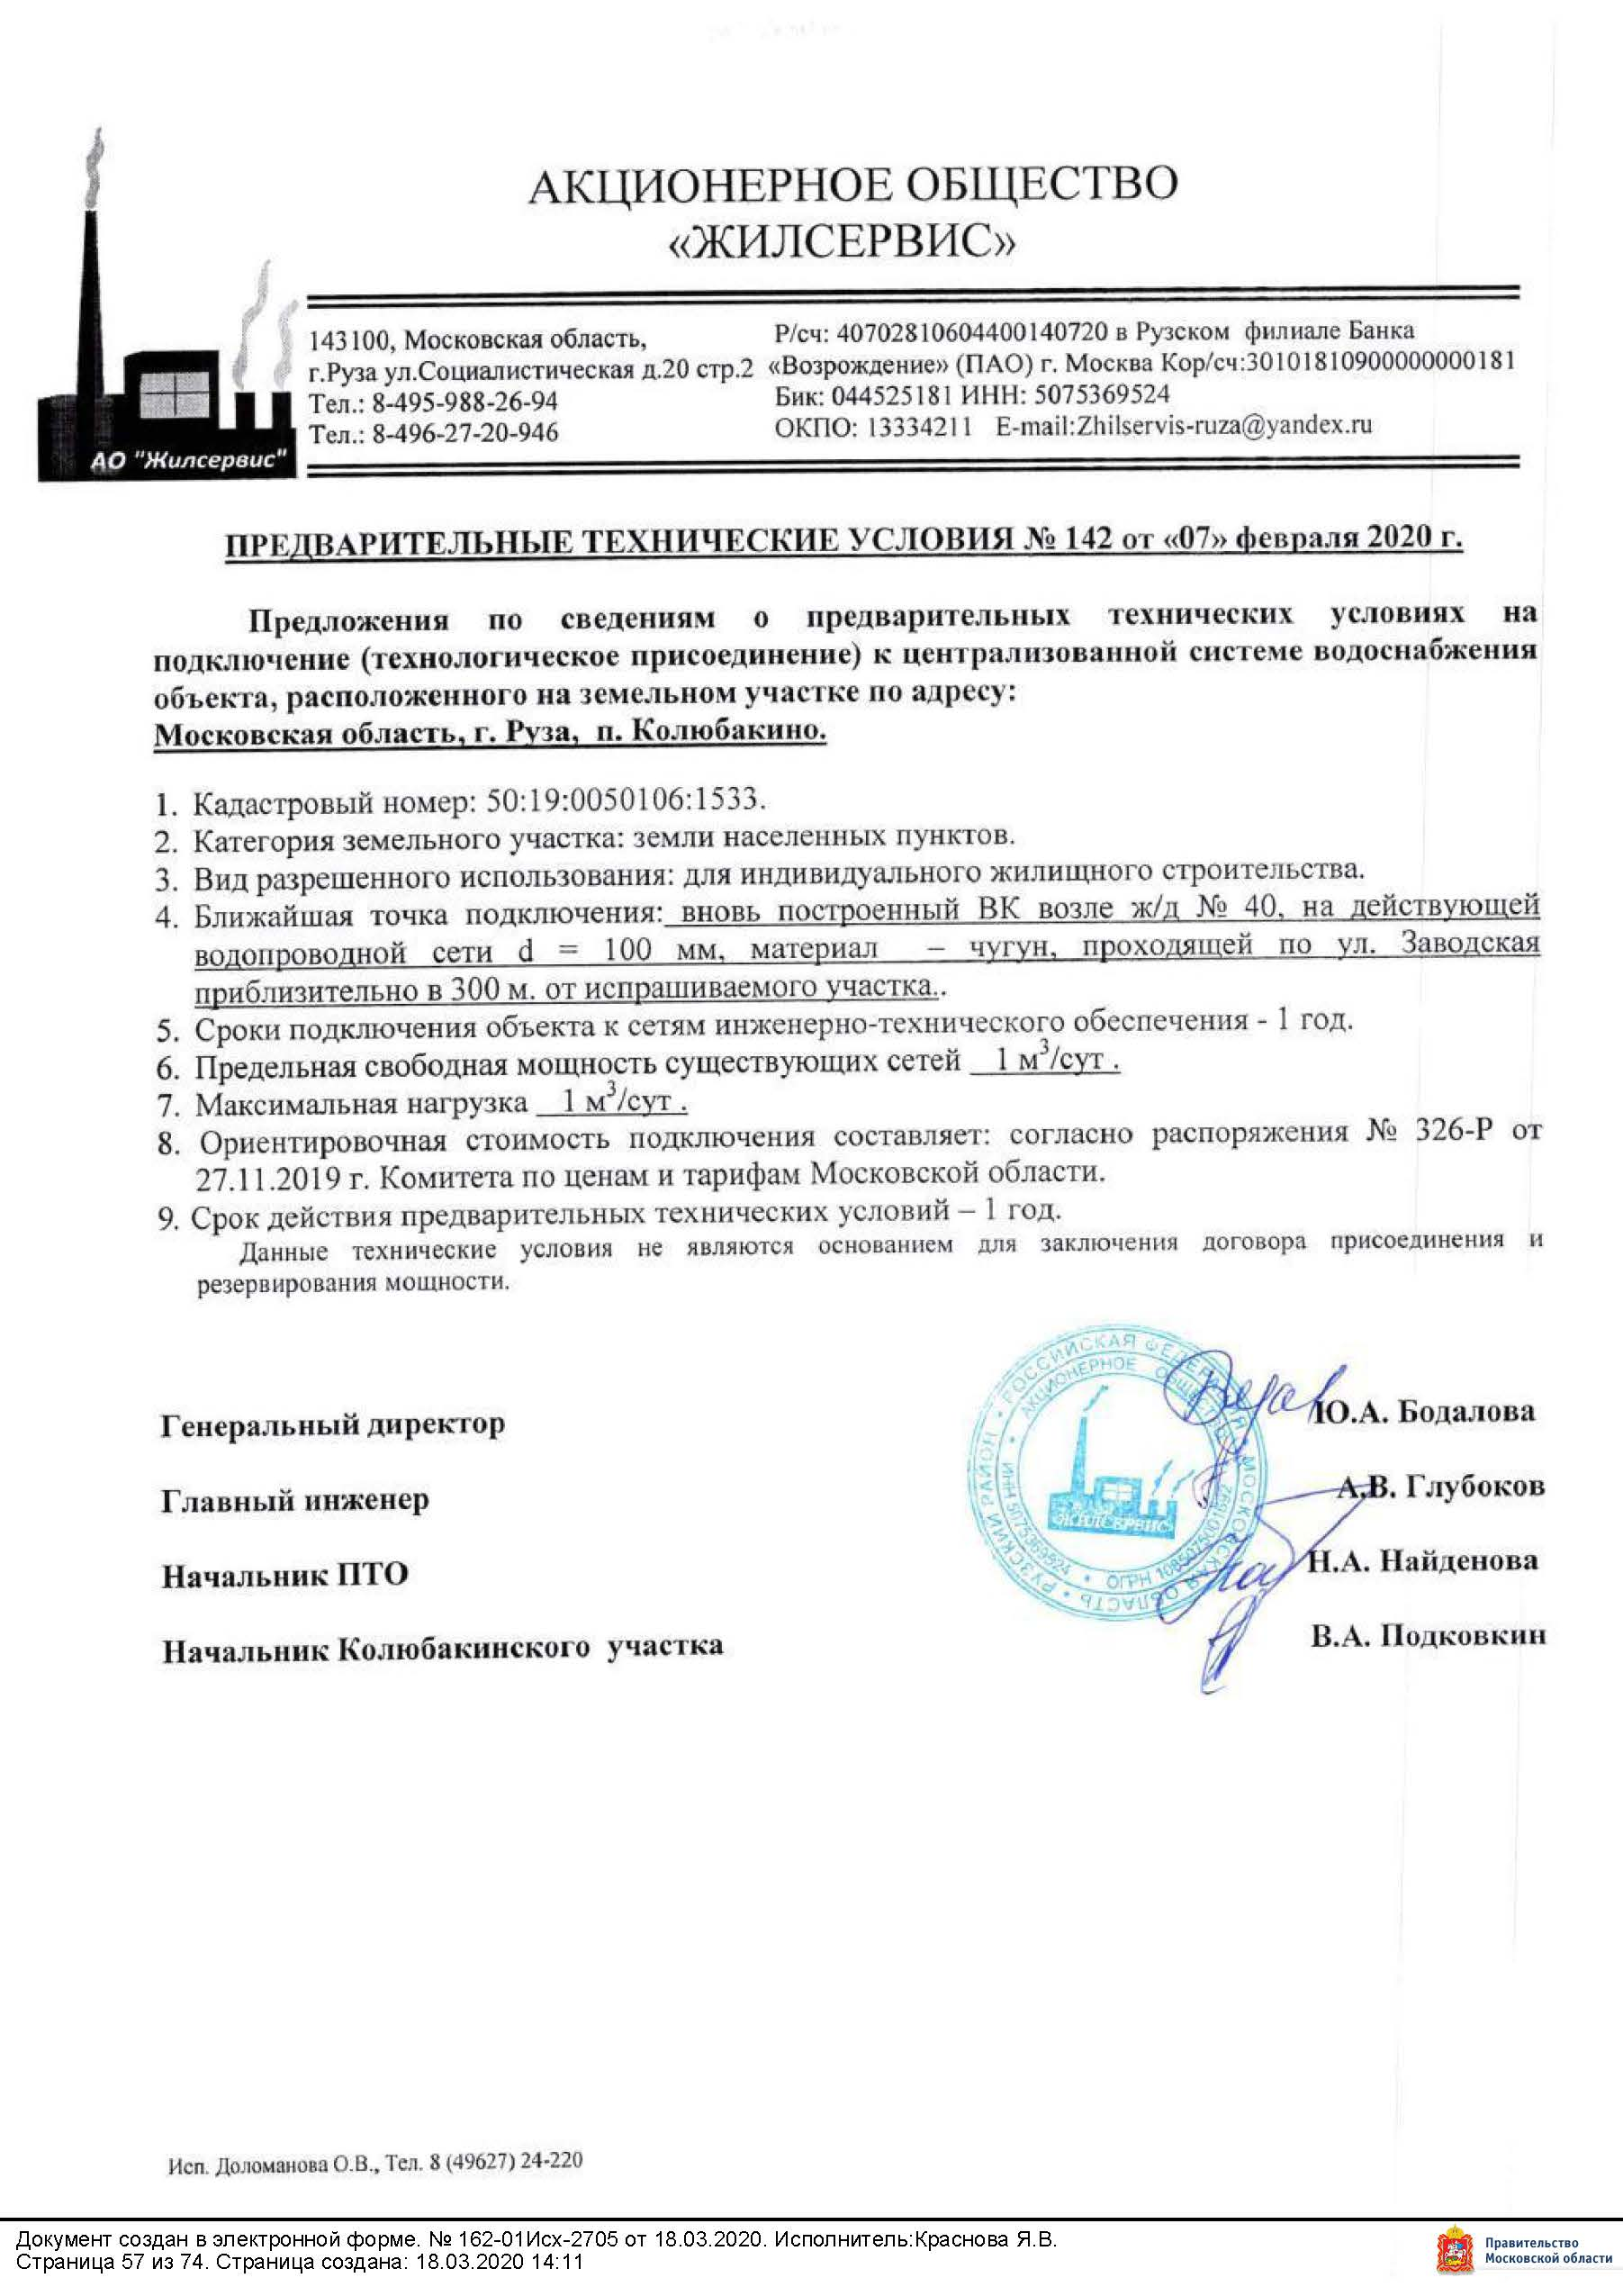 АКЦИОНЕРНОЕ ОБЩЕСТВО
«ЖИЛСЕРВИС»
143100, Московская область,
г.Руза ул.Социалистическая д.20 стр.2
Тел.: 8-495-988-26-94
Тел.: 8-496-27-20-946
Р/сч: 40702810604400140720 в Рузском филиале Банка
«Возрождение» (ПАО) г. Москва Кор/сч:30101810900000000181
Бик: 044525181 ИНН: 5075369524
ОКПО: 13334211 E-mail:Zhilservis-ruza@yandex.ru
АО "Жилсервис"
ПРЕДВАРИТЕЛЬНЫЕ ТЕХНИЧЕСКИЕ УСЛОВИЯ № 142 от «07» февраля 2020 г.
Предложения по сведениям о предварительных технических условиях на
подключение (технологическое присоединение) к централизованной системе водоснабжения
объекта, расположенного на земельном участке по адресу:
Московская область, г. Руза, п. Колюбакино.
1. Кадастровый номер: 50:19:0050106:1533.
2. Категория земельного участка: земли населенных пунктов.
3. Вид разрешенного использования: для индивидуального жилищного строительства.
4. Ближайшая точка подключения: вновь построенный ВК возле ж/д № 40, на действующей
водопроводной сети d = 100 мм, материал – чугун, проходящей по ул. Заводская
приблизительно в 300 м. от испрашиваемого участка..
5. Сроки подключения объекта к сетям инженерно-технического обеспечения - 1 год.
6. Предельная свободная мощность существующих сетей 1 м³/сут .
7. Максимальная нагрузка 1 м³/сут .
8. Ориентировочная стоимость подключения составляет: согласно распоряжения № 326-Р от
27.11.2019 г. Комитета по ценам и тарифам Московской области.
9. Срок действия предварительных технических условий – 1 год.
Данные технические условия не являются основанием для заключения договора присоединения и
резервирования мощности.
Генеральный директор Ю.А. Бодалова
Главный инженер А.В. Глубоков
Начальник ПТО Н.А. Найденова
Начальник Колюбакинского участка В.А. Подковкин
РОССИЙСКАЯ ФЕДЕРАЦИЯ • МОСКОВСКАЯ ОБЛАСТЬ • РУЗСКИЙ РАЙОН •
АКЦИОНЕРНОЕ ОБЩЕСТВО
ЖИЛСЕРВИС
Исп. Доломанова О.В., Тел. 8 (49627) 24-220
Документ создан в электронной форме. № 162-01Исх-2705 от 18.03.2020. Исполнитель:Краснова Я.В.
Страница 57 из 74. Страница создана: 18.03.2020 14:11
Правительство
Московской области